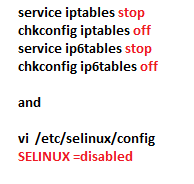 service iptables stop
chkconfig iptables off
service ip6tables stop
chkconfig ip6tables off
and
vi /etc/selinux/config
SELINUX =disabled